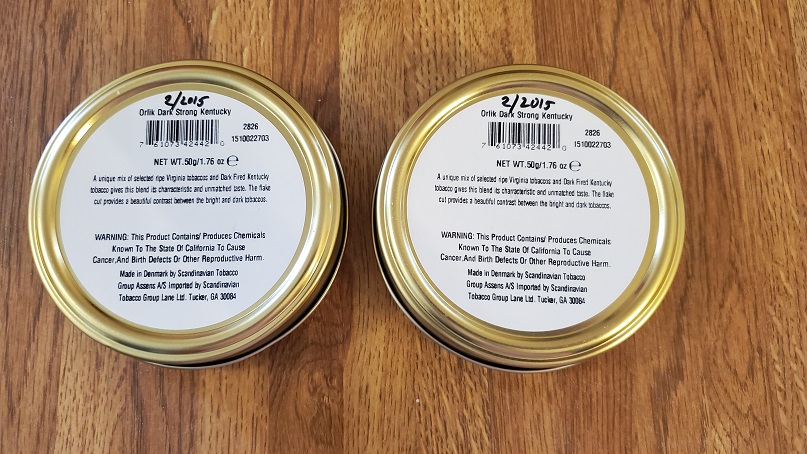 2/2015
Orlik Dark Strong Kentucky
2826
1510022703
7 61073 42442 0
NET WT.50g/1.76 oz ℮
A unique mix of selected ripe Virginia tobaccos and Dark Fired Kentucky
tobacco gives this blend its characteristic and unmatched taste. The flake
cut provides a beautiful contrast between the bright and dark tobaccos.
WARNING: This Product Contains/ Produces Chemicals
Known To The State Of California To Cause
Cancer,And Birth Defects Or Other Reproductive Harm.
Made in Denmark by Scandinavian Tobacco
Group Assens A/S Imported by Scandinavian
Tobacco Group Lane Ltd. Tucker, GA 30084
2/2015
Orlik Dark Strong Kentucky
2826
1510022703
7 61073 42442 0
NET WT.50g/1.76 oz ℮
A unique mix of selected ripe Virginia tobaccos and Dark Fired Kentucky
tobacco gives this blend its characteristic and unmatched taste. The flake
cut provides a beautiful contrast between the bright and dark tobaccos.
WARNING: This Product Contains/ Produces Chemicals
Known To The State Of California To Cause
Cancer,And Birth Defects Or Other Reproductive Harm.
Made in Denmark by Scandinavian Tobacco
Group Assens A/S Imported by Scandinavian
Tobacco Group Lane Ltd. Tucker, GA 30084